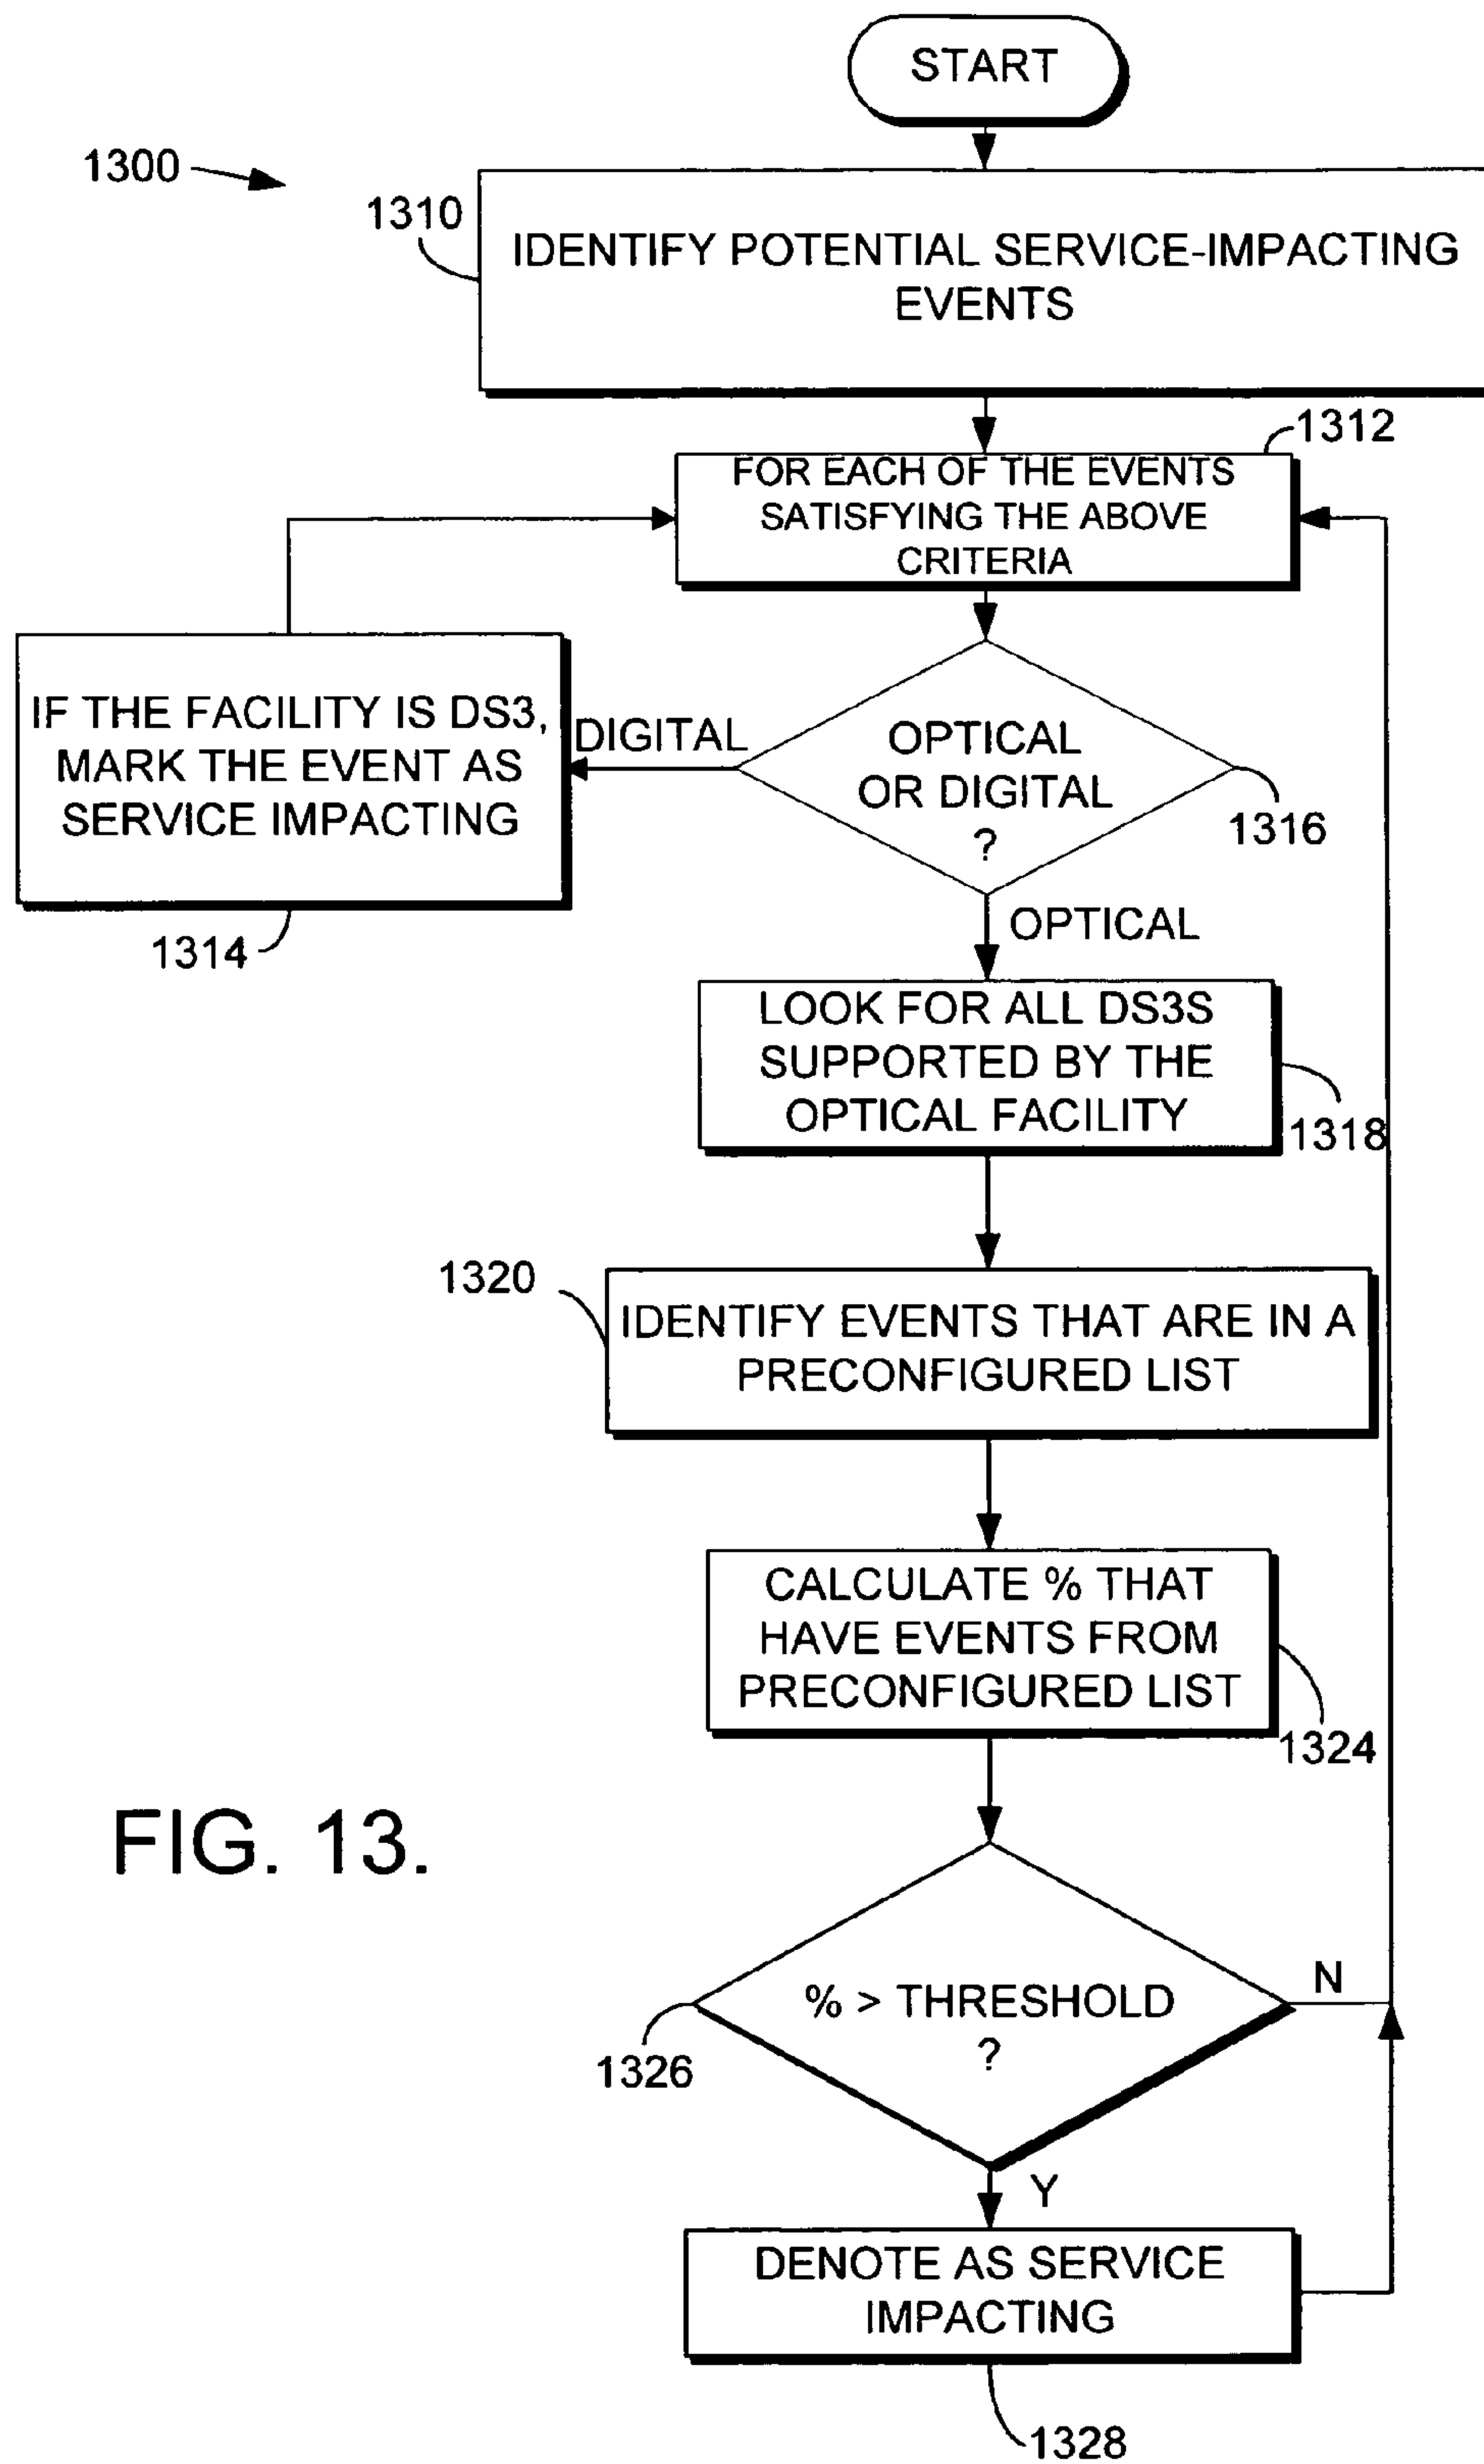 START
1300
1310
IDENTIFY POTENTIAL SERVICE-IMPACTING
EVENTS
1312
FOR EACH OF THE EVENTS
SATISFYING THE ABOVE
CRITERIA
IF THE FACILITY IS DS3,
MARK THE EVENT AS
SERVICE IMPACTING
1314
DIGITAL
OPTICAL
OR DIGITAL
?
1316
OPTICAL
LOOK FOR ALL DS3S
SUPPORTED BY THE
OPTICAL FACILITY
1318
1320
IDENTIFY EVENTS THAT ARE IN A
PRECONFIGURED LIST
CALCULATE % THAT
HAVE EVENTS FROM
PRECONFIGURED LIST
1324
FIG. 13.
% > THRESHOLD
?
N
1326
Y
DENOTE AS SERVICE
IMPACTING
1328